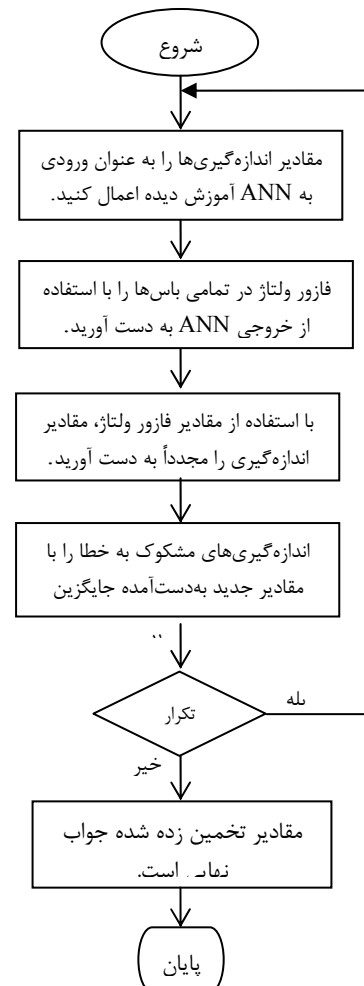 شروع
مقادیر اندازه‌گیری‌ها را به عنوان ورودی
به ANN آموزش دیده اعمال کنید.
فازور ولتاژ در تمامی باس‌ها را با استفاده
از خروجی ANN به دست آورید.
با استفاده از مقادیر فازور ولتاژ، مقادیر
اندازه‌گیری را مجدداً به دست آورید.
اندازه‌گیری‌های مشکوک به خطا را با
مقادیر جدید به‌دست‌آمده جایگزین
تکرار
بله
خیر
مقادیر تخمین زده شده جواب
نهایی است.
پایان